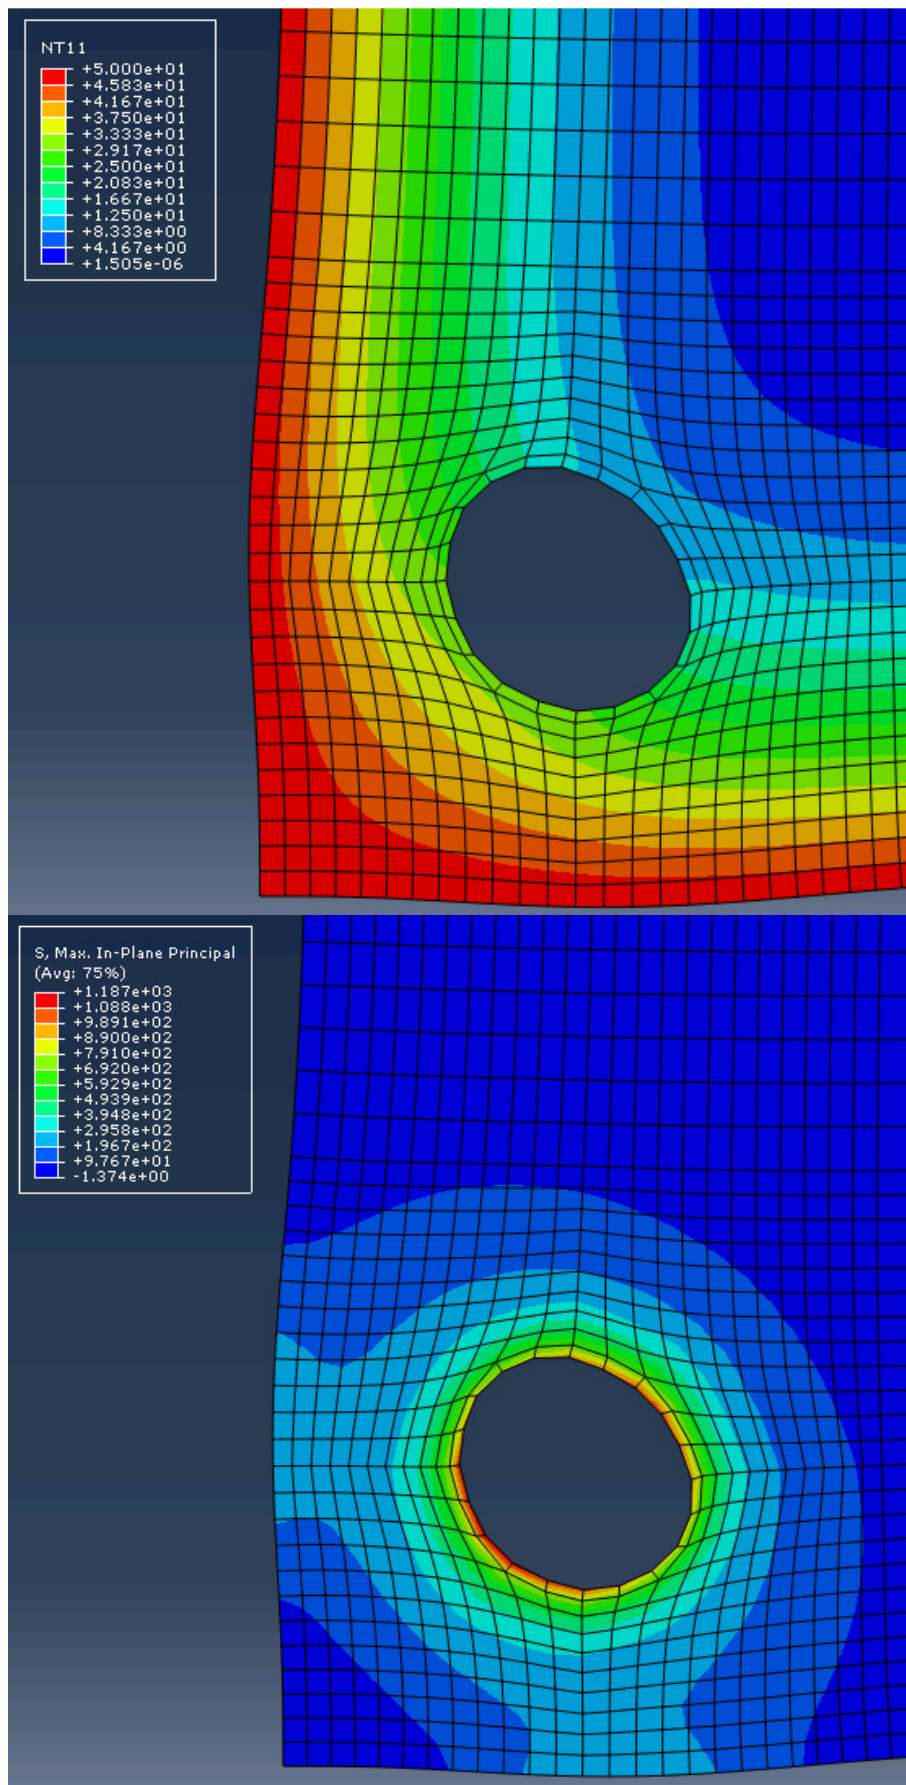 NT11
+5.000e+01
+4.583e+01
+4.167e+01
+3.750e+01
+3.333e+01
+2.917e+01
+2.500e+01
+2.083e+01
+1.667e+01
+1.250e+01
+8.333e+00
+4.167e+00
+1.505e-06
S, Max. In-Plane Principal
(Avg: 75%)
+1.187e+03
+1.088e+03
+9.891e+02
+8.900e+02
+7.910e+02
+6.920e+02
+5.929e+02
+4.939e+02
+3.948e+02
+2.958e+02
+1.967e+02
+9.767e+01
-1.374e+00